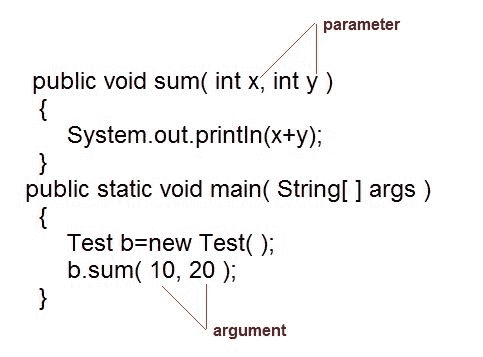 parameter
public void sum( int x, int y )
{
System.out.println(x+y);
}
public static void main( String[ ] args )
{
Test b=new Test( );
b.sum( 10, 20 );
}
argument